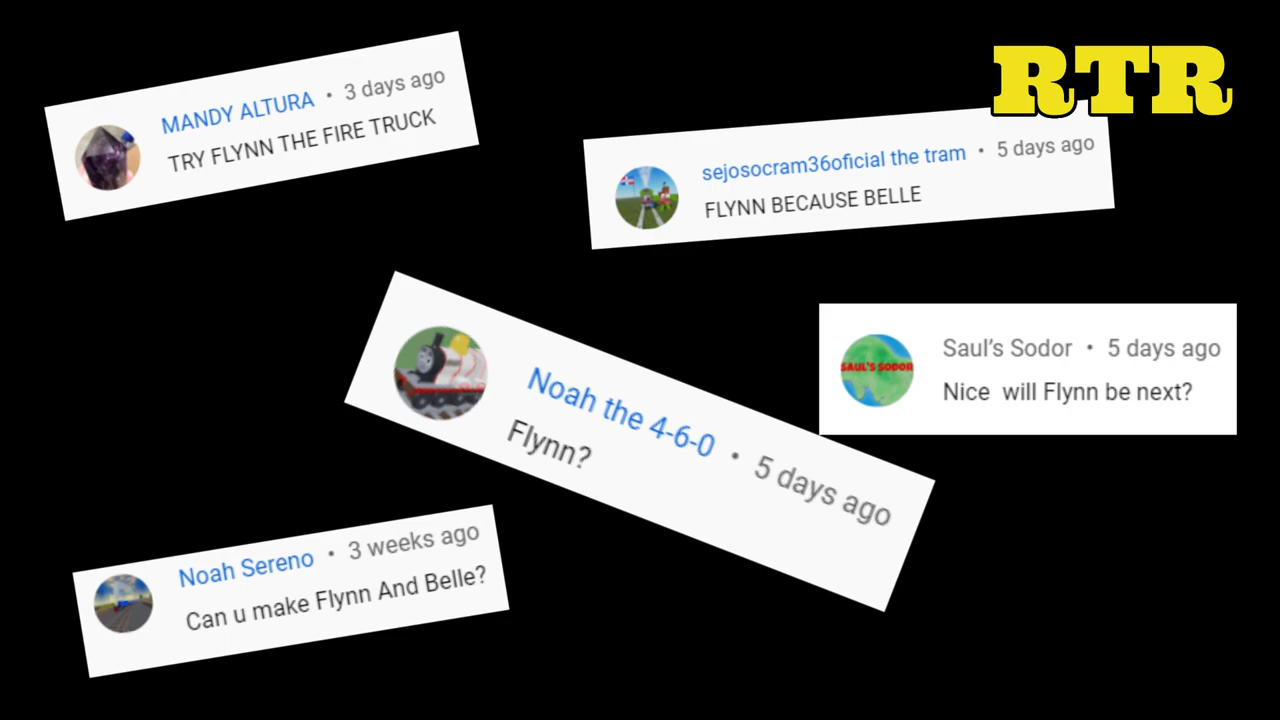 RTR
MANDY ALTURA • 3 days ago
TRY FLYNN THE FIRE TRUCK
sejosocram36oficial the tram • 5 days ago
FLYNN BECAUSE BELLE
SAUL'S SODOR
Saul's Sodor • 5 days ago
Nice will Flynn be next?
Noah the 4-6-0 • 5 days ago
Flynn?
Noah Sereno • 3 weeks ago
Can u make Flynn And Belle?